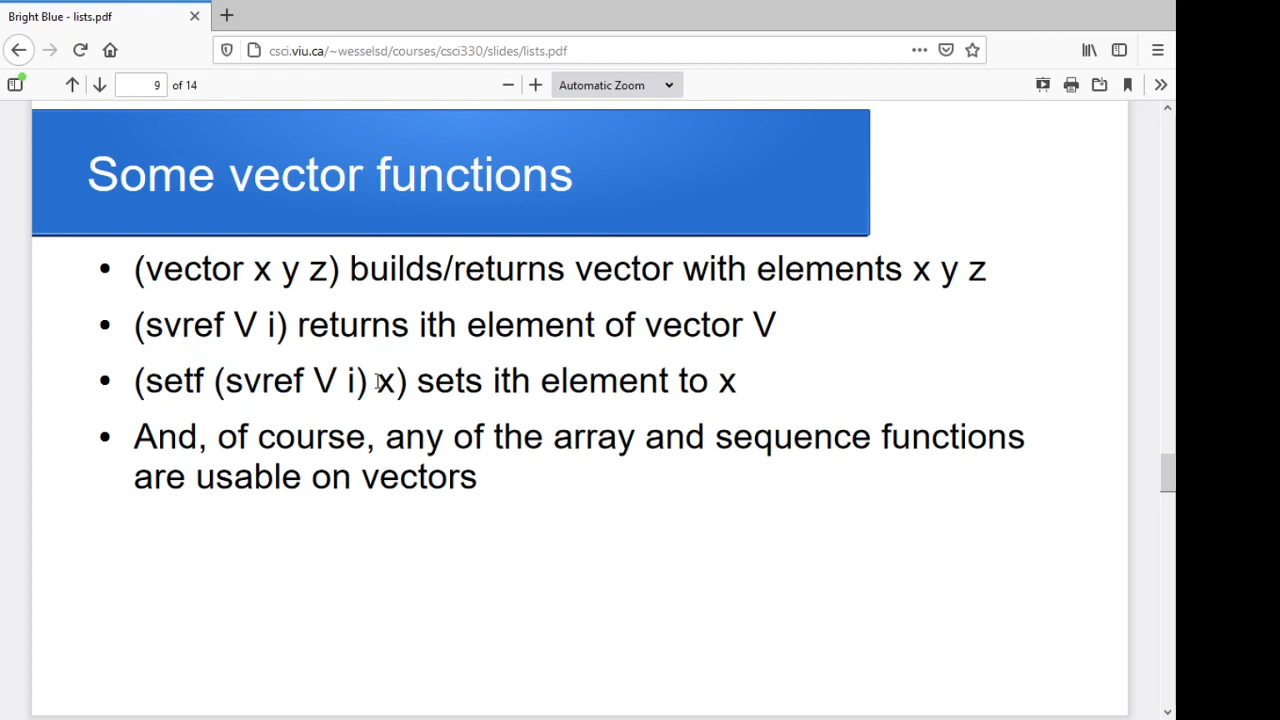 Bright Blue - lists.pdf
csci.viu.ca/~wesselsd/courses/csci330/slides/lists.pdf
9 of 14
Automatic Zoom
Some vector functions
• (vector x y z) builds/returns vector with elements x y z
• (svref V i) returns ith element of vector V
• (setf (svref V i) x) sets ith element to x
• And, of course, any of the array and sequence functions
are usable on vectors